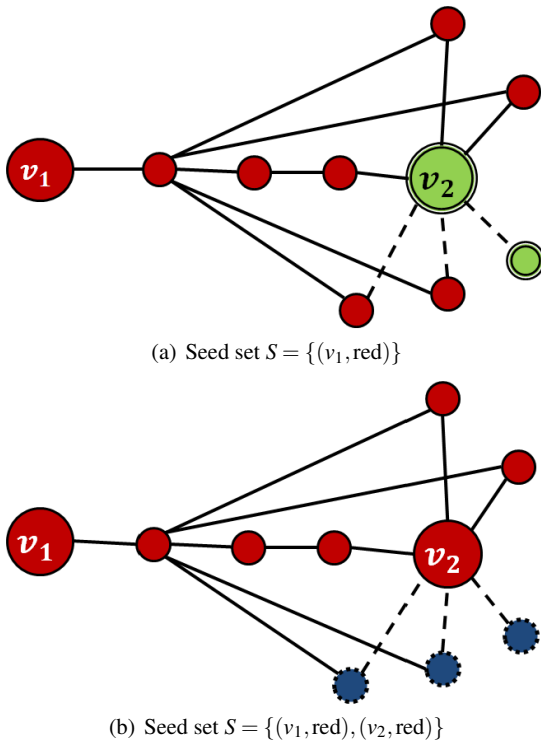 v₁
v₂
(a) Seed set S = {(v₁,red)}
v₁
v₂
(b) Seed set S = {(v₁,red),(v₂,red)}